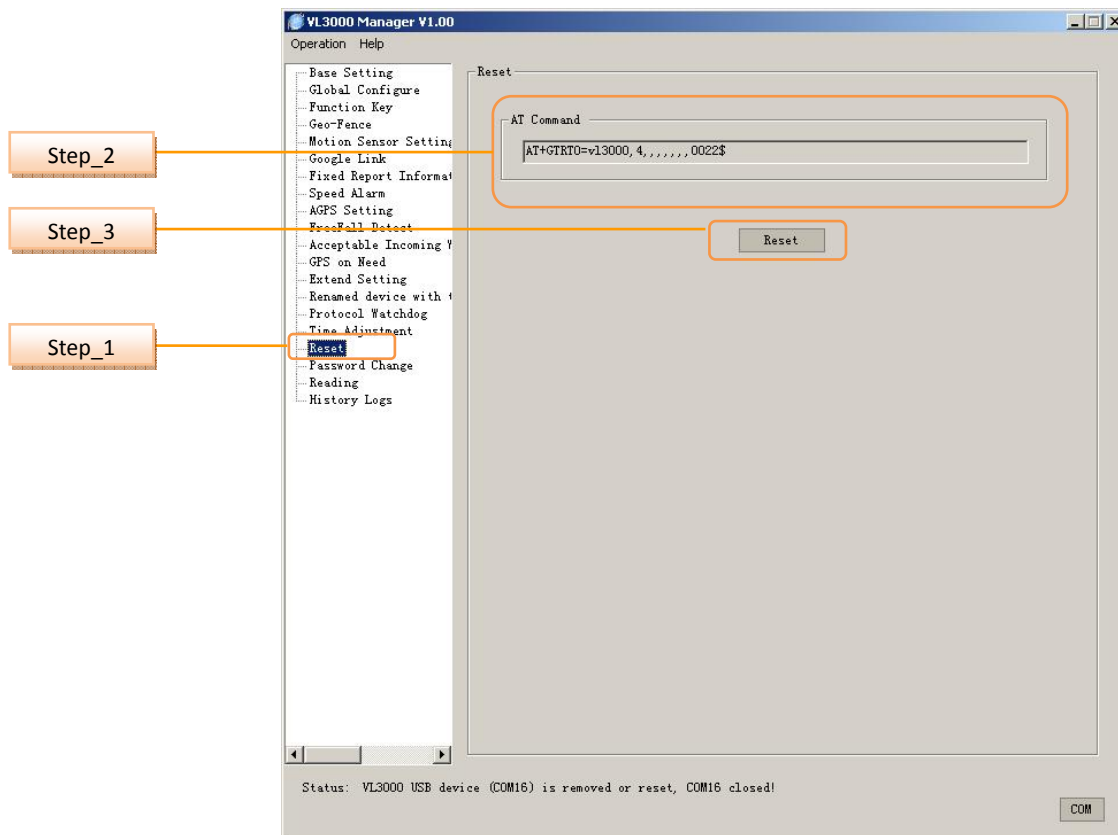 VL3000 Manager V1.00
Operation Help
Base Setting
Global Configure
Function Key
Geo-Fence
Motion Sensor Setting
Google Link
Fixed Report Informat
Speed Alarm
AGPS Setting
FreeFall Detect
Acceptable Incoming W
GPS on Need
Extend Setting
Renamed device with t
Protocol Watchdog
Time Adjustment
Reset
Password Change
Reading
History Logs
Reset
AT Command
AT+GTRTO=vl3000,4,,,,,,,0022$
Reset
Step_2
Step_3
Step_1
Status: VL3000 USB device (COM16) is removed or reset, COM16 closed!
COM